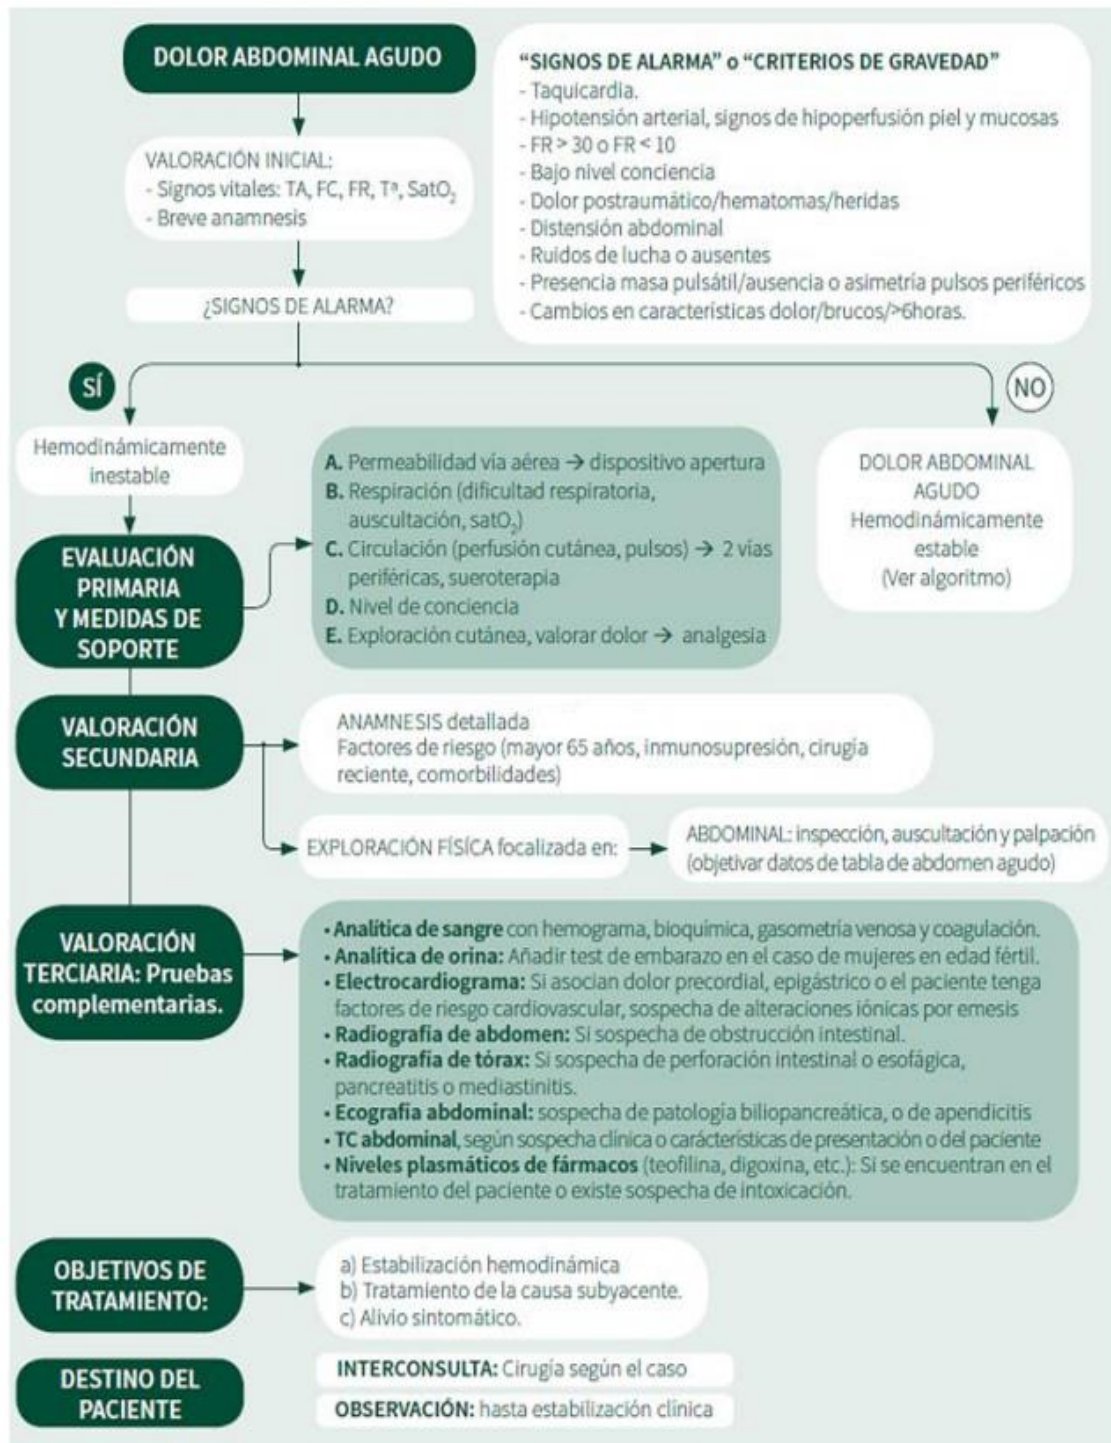 DOLOR ABDOMINAL AGUDO
VALORACIÓN INICIAL:
- Signos vitales: TA, FC, FR, Tª, SatO₂
- Breve anamnesis
¿SIGNOS DE ALARMA?
“SIGNOS DE ALARMA” o “CRITERIOS DE GRAVEDAD”
- Taquicardia.
- Hipotensión arterial, signos de hipoperfusión piel y mucosas
- FR > 30 o FR < 10
- Bajo nivel conciencia
- Dolor postraumático/hematomas/heridas
- Distensión abdominal
- Ruidos de lucha o ausentes
- Presencia masa pulsátil/ausencia o asimetría pulsos periféricos
- Cambios en características dolor/brucos/>6horas.
SÍ
NO
Hemodinámicamente
inestable
DOLOR ABDOMINAL
AGUDO
Hemodinámicamente
estable
(Ver algoritmo)
EVALUACIÓN
PRIMARIA
Y MEDIDAS DE
SOPORTE
A. Permeabilidad vía aérea → dispositivo apertura
B. Respiración (dificultad respiratoria,
auscultación, satO₂)
C. Circulación (perfusión cutánea, pulsos) → 2 vías
periféricas, sueroterapia
D. Nivel de conciencia
E. Exploración cutánea, valorar dolor → analgesia
VALORACIÓN
SECUNDARIA
ANAMNESIS detallada
Factores de riesgo (mayor 65 años, inmunosupresión, cirugía
reciente, comorbilidades)
EXPLORACIÓN FÍSÍCA focalizada en:
ABDOMINAL: inspección, auscultación y palpación
(objetivar datos de tabla de abdomen agudo)
VALORACIÓN
TERCIARIA: Pruebas
complementarias.
• Analítica de sangre con hemograma, bioquímica, gasometría venosa y coagulación.
• Analítica de orina: Añadir test de embarazo en el caso de mujeres en edad fértil.
• Electrocardiograma: Si asocian dolor precordial, epigástrico o el paciente tenga
factores de riesgo cardiovascular, sospecha de alteraciones iónicas por emesis
• Radiografía de abdomen: Si sospecha de obstrucción intestinal.
• Radiografía de tórax: Si sospecha de perforación intestinal o esofágica,
pancreatitis o mediastinitis.
• Ecografía abdominal: sospecha de patología biliopancreática, o de apendicitis
• TC abdominal, según sospecha clínica o carácterísticas de presentación o del paciente
• Niveles plasmáticos de fármacos (teofilina, digoxina, etc.): Si se encuentran en el
tratamiento del paciente o existe sospecha de intoxicación.
OBJETIVOS DE
TRATAMIENTO:
a) Estabilización hemodinámica
b) Tratamiento de la causa subyacente.
c) Alivio sintomático.
DESTINO DEL
PACIENTE
INTERCONSULTA: Cirugía según el caso
OBSERVACIÓN: hasta estabilización clínica